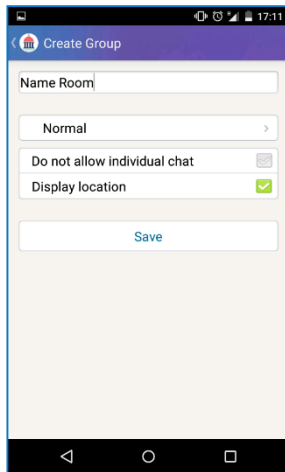 17:11
Create Group
Name Room
Normal
Do not allow individual chat
Display location
Save